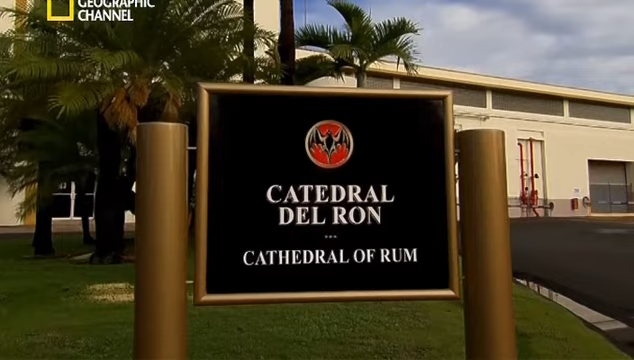 GEOGRAPHIC
CHANNEL
CATEDRAL
DEL RON
CATHEDRAL OF RUM